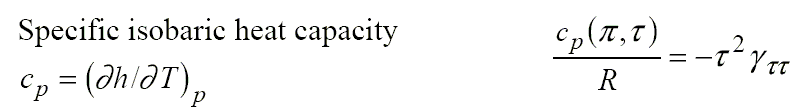 Specific isobaric heat capacity
c_p = (∂h/∂T)_p
c_p(π, τ)/R = −τ² γ_ττ